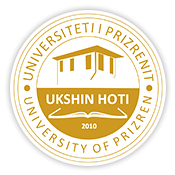 UNIVERSITETI I PRIZRENIT
UKSHIN HOTI
2010
UNIVERSITY OF PRIZREN